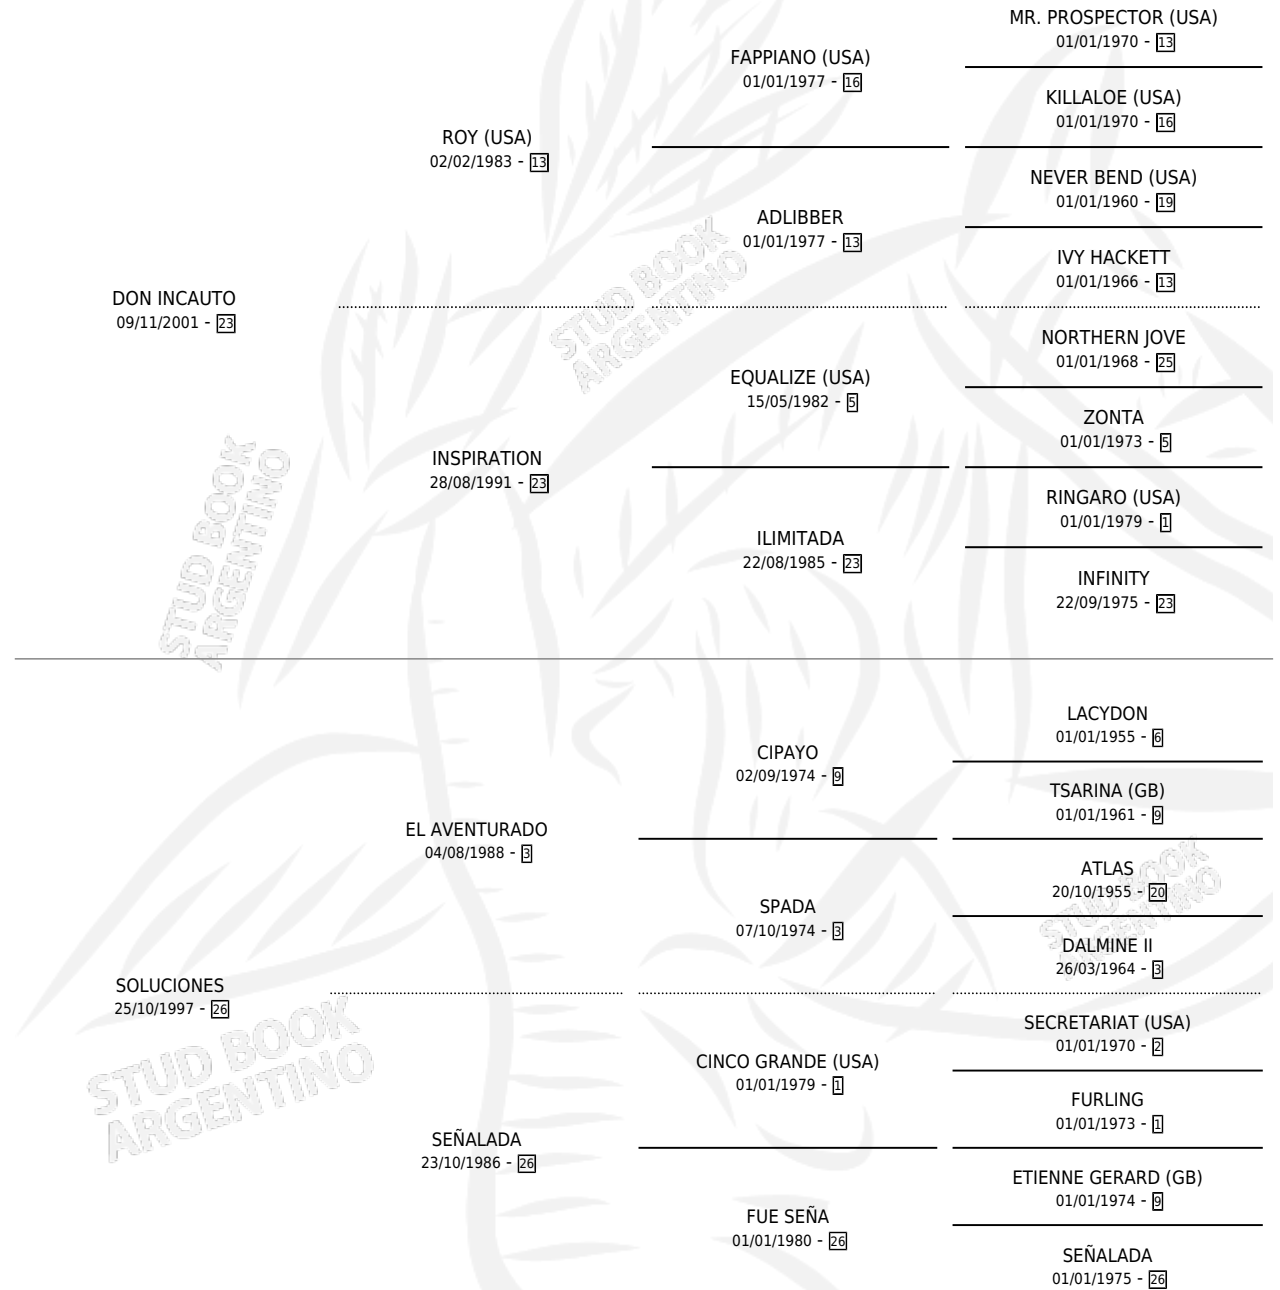 DON INCAUTO
09/11/2001 - 23
ROY (USA)
02/02/1983 - 13
FAPPIANO (USA)
01/01/1977 - 16
MR. PROSPECTOR (USA)
01/01/1970 - 13
KILLALOE (USA)
01/01/1970 - 16
ADLIBBER
01/01/1977 - 13
NEVER BEND (USA)
01/01/1960 - 19
IVY HACKETT
01/01/1966 - 13
INSPIRATION
28/08/1991 - 23
EQUALIZE (USA)
15/05/1982 - 5
NORTHERN JOVE
01/01/1968 - 25
ZONTA
01/01/1973 - 5
ILIMITADA
22/08/1985 - 23
RINGARO (USA)
01/01/1979 - 1
INFINITY
22/09/1975 - 23
SOLUCIONES
25/10/1997 - 26
EL AVENTURADO
04/08/1988 - 3
CIPAYO
02/09/1974 - 9
LACYDON
01/01/1955 - 6
TSARINA (GB)
01/01/1961 - 9
SPADA
07/10/1974 - 3
ATLAS
20/10/1955 - 20
DALMINE II
26/03/1964 - 3
SEÑALADA
23/10/1986 - 26
CINCO GRANDE (USA)
01/01/1979 - 1
SECRETARIAT (USA)
01/01/1970 - 2
FURLING
01/01/1973 - 1
FUE SEÑA
01/01/1980 - 26
ETIENNE GERARD (GB)
01/01/1974 - 9
SEÑALADA
01/01/1975 - 26
STUD BOOK
ARGENTINO
STUD BOOK
ARGENTINO
STUD BOOK
ARGENTINO
STUD BOOK
ARGENTINO